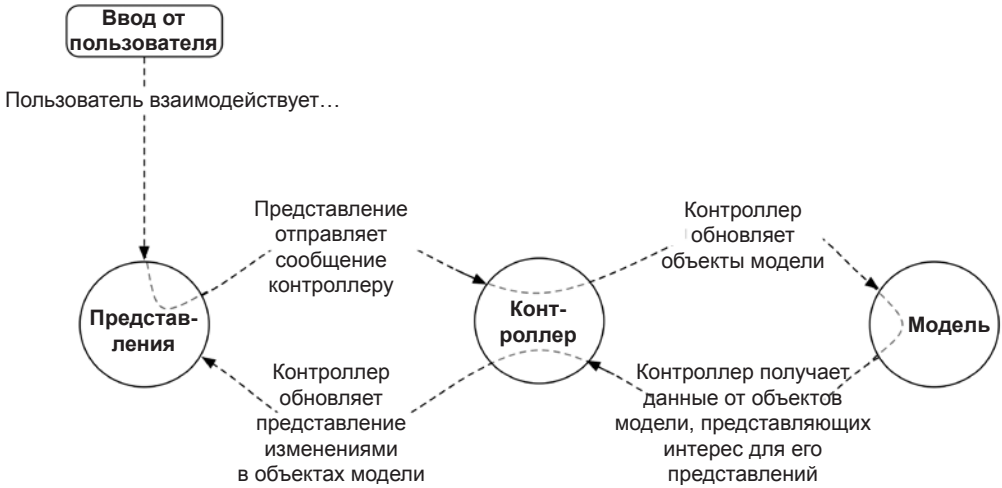 Ввод от
пользователя
Пользователь взаимодействует…
Представление
отправляет
сообщение
контроллеру
Контроллер
обновляет
объекты модели
Представ-
ления
Конт-
роллер
Модель
Контроллер
обновляет
представление
изменениями
в объектах модели
Контроллер получает
данные от объектов
модели, представляющих
интерес для его
представлений